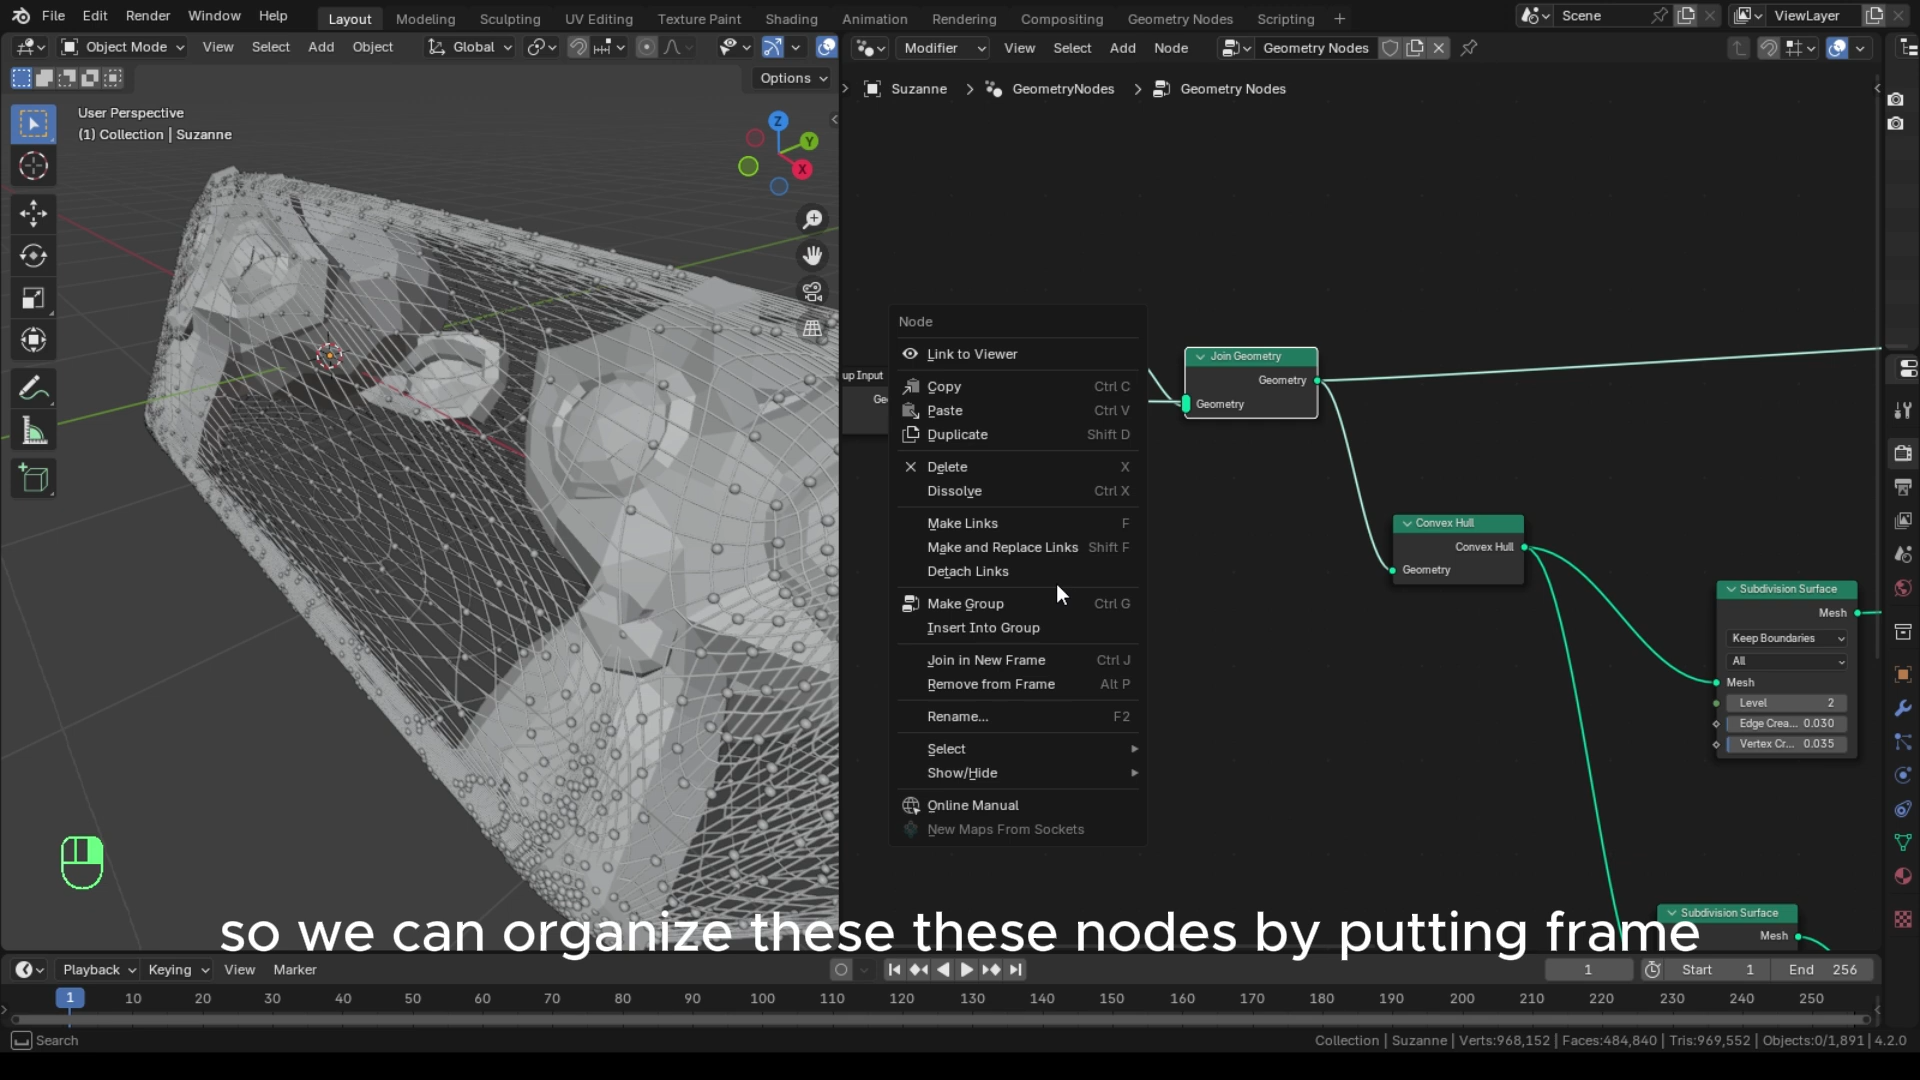 File Edit Render Window Help Layout Modeling Sculpting UV Editing Texture Paint Shading Animation Rendering Compositing Geometry Nodes Scripting + Scene ViewLayer
Object Mode View Select Add Object Global Modifier View Select Add Node Geometry Nodes
Options
Suzanne > GeometryNodes > Geometry Nodes
User Perspective
(1) Collection | Suzanne
Z
Y
X
Node
Link to Viewer
Copy Ctrl C
Paste Ctrl V
Duplicate Shift D
Delete X
Dissolve Ctrl X
Make Links F
Make and Replace Links Shift F
Detach Links
Make Group Ctrl G
Insert Into Group
Join in New Frame Ctrl J
Remove from Frame Alt P
Rename... F2
Select
Show/Hide
Online Manual
New Maps From Sockets
up Input
Ge
Join Geometry
Geometry
Geometry
Convex Hull
Convex Hull
Geometry
Subdivision Surface
Mesh
Keep Boundaries
All
Mesh
Level 2
Edge Crea... 0.030
Vertex Cr... 0.035
Subdivision Surface
Mesh
so we can organize these these nodes by putting frame
Playback Keying View Marker 1 Start 1 End 256
1 10 20 30 40 50 60 70 80 90 100 110 120 130 140 150 160 170 180 190 200 210 220 230 240 250
Search Collection | Suzanne | Verts:968,152 | Faces:484,840 | Tris:969,552 | Objects:0/1,891 | 4.2.0